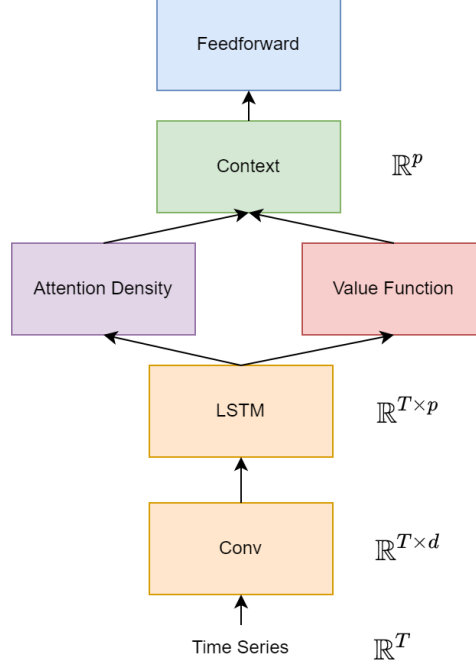 Feedforward
Context
ℝ^p
Attention Density
Value Function
LSTM
ℝ^{T×p}
Conv
ℝ^{T×d}
Time Series
ℝ^T